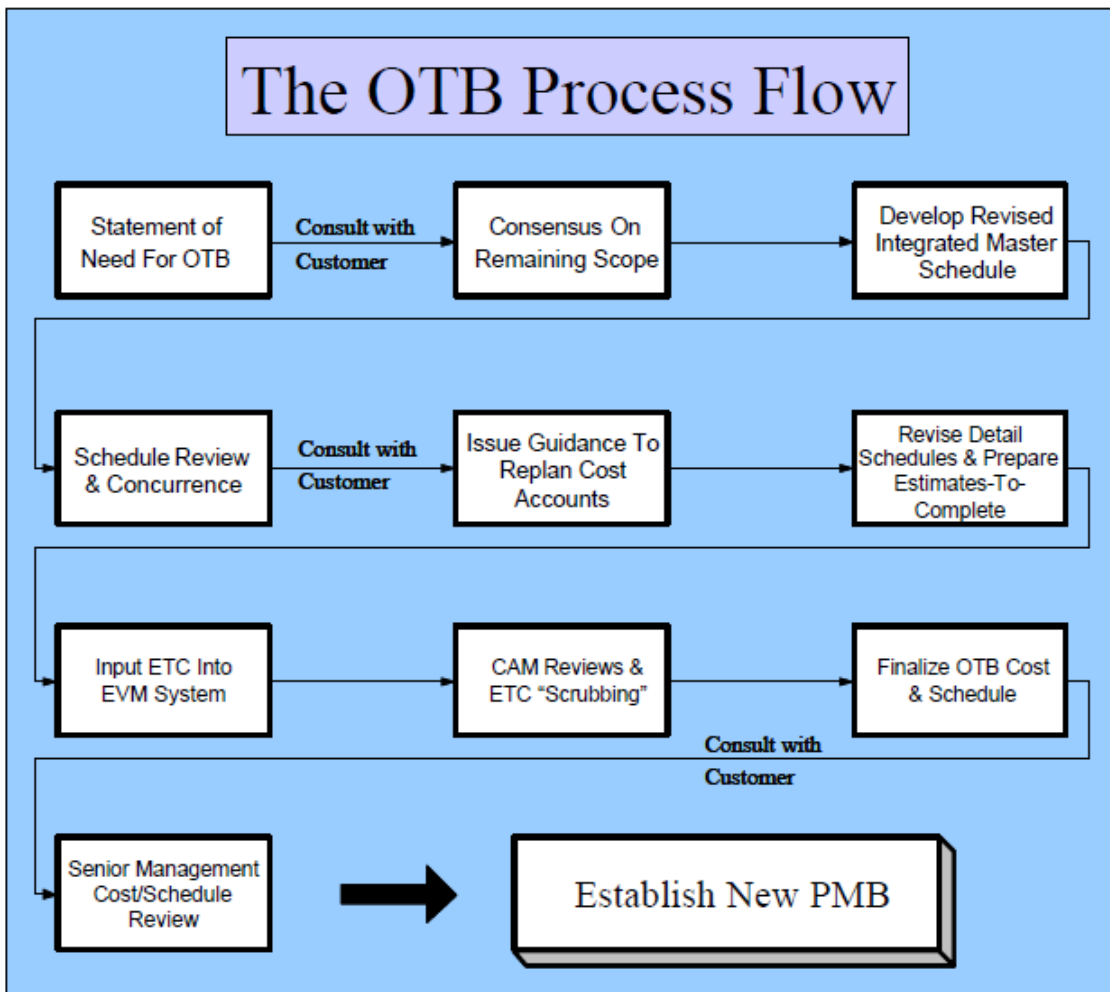 The OTB Process Flow
Statement of
Need For OTB
Consult with
Customer
Consensus On
Remaining Scope
Develop Revised
Integrated Master
Schedule
Schedule Review
& Concurrence
Consult with
Customer
Issue Guidance To
Replan Cost
Accounts
Revise Detail
Schedules & Prepare
Estimates-To-
Complete
Input ETC Into
EVM System
CAM Reviews &
ETC “Scrubbing”
Finalize OTB Cost
& Schedule
Consult with
Customer
Senior Management
Cost/Schedule
Review
Establish New PMB